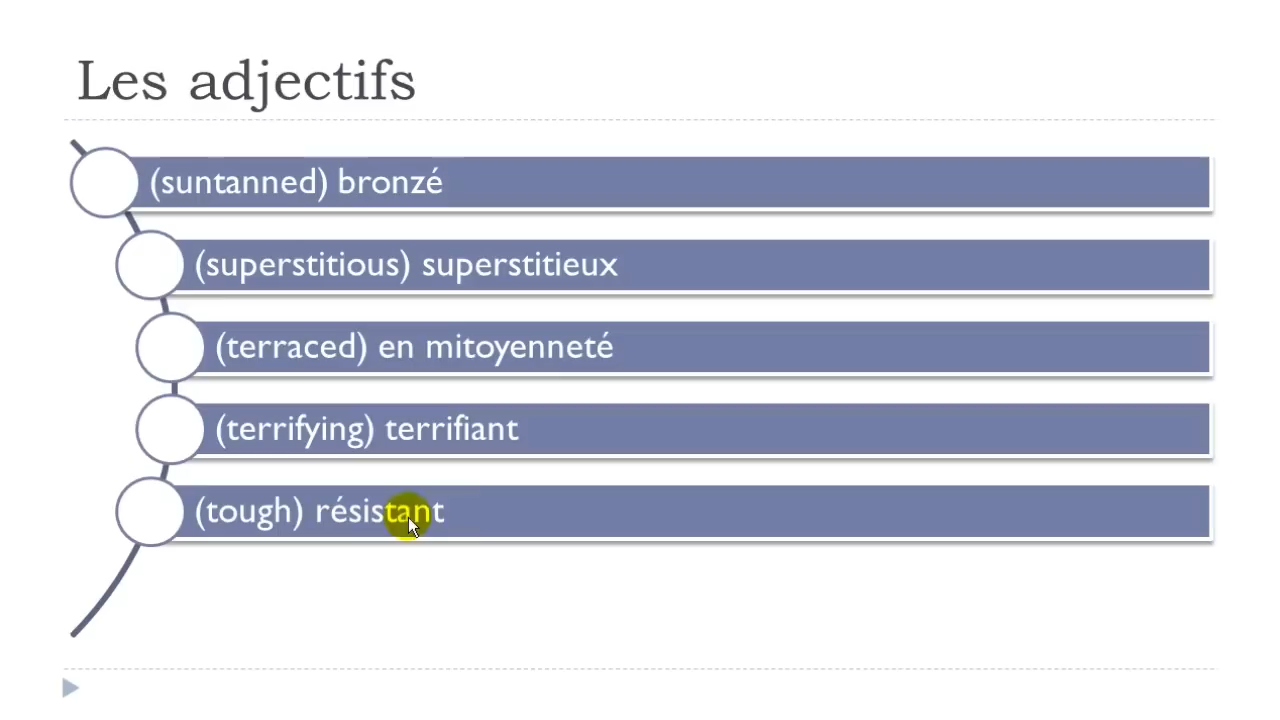 Les adjectifs
(suntanned) bronzé
(superstitious) superstitieux
(terraced) en mitoyenneté
(terrifying) terrifiant
(tough) résistant